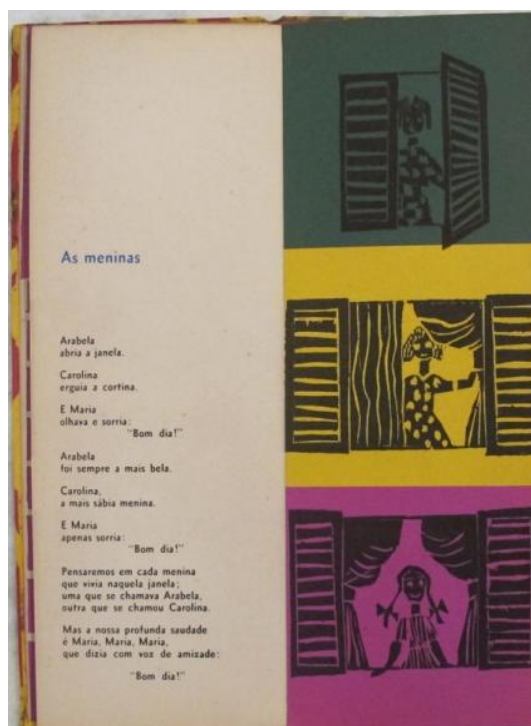 As meninas
Arabela
abria a janela.
Carolina
erguia a cortina.
E Maria
olhava e sorria:
"Bom dia!"
Arabela
foi sempre a mais bela.
Carolina,
a mais sábia menina.
E Maria
apenas sorria:
"Bom dia!"
Pensaremos em cada menina
que vivia naquela janela;
uma que se chamava Arabela,
outra que se chamou Carolina.
Mas a nossa profunda saudade
é Maria, Maria, Maria,
que dizia com voz de amizade:
"Bom dia!"